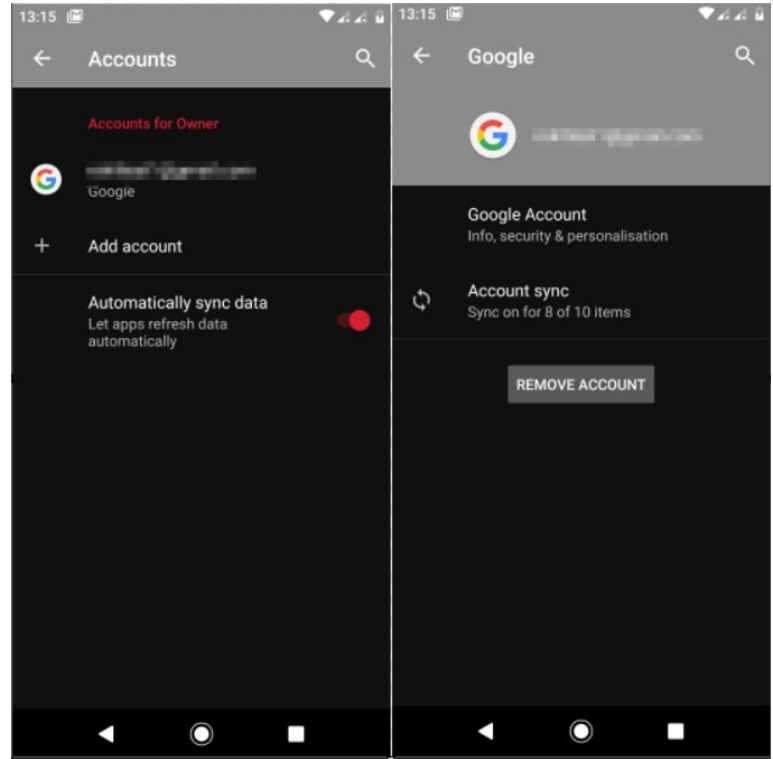 13:15
Accounts
Accounts for Owner
Google
Add account
Automatically sync data
Let apps refresh data
automatically
13:15
Google
Google Account
Info, security & personalisation
Account sync
Sync on for 8 of 10 items
REMOVE ACCOUNT